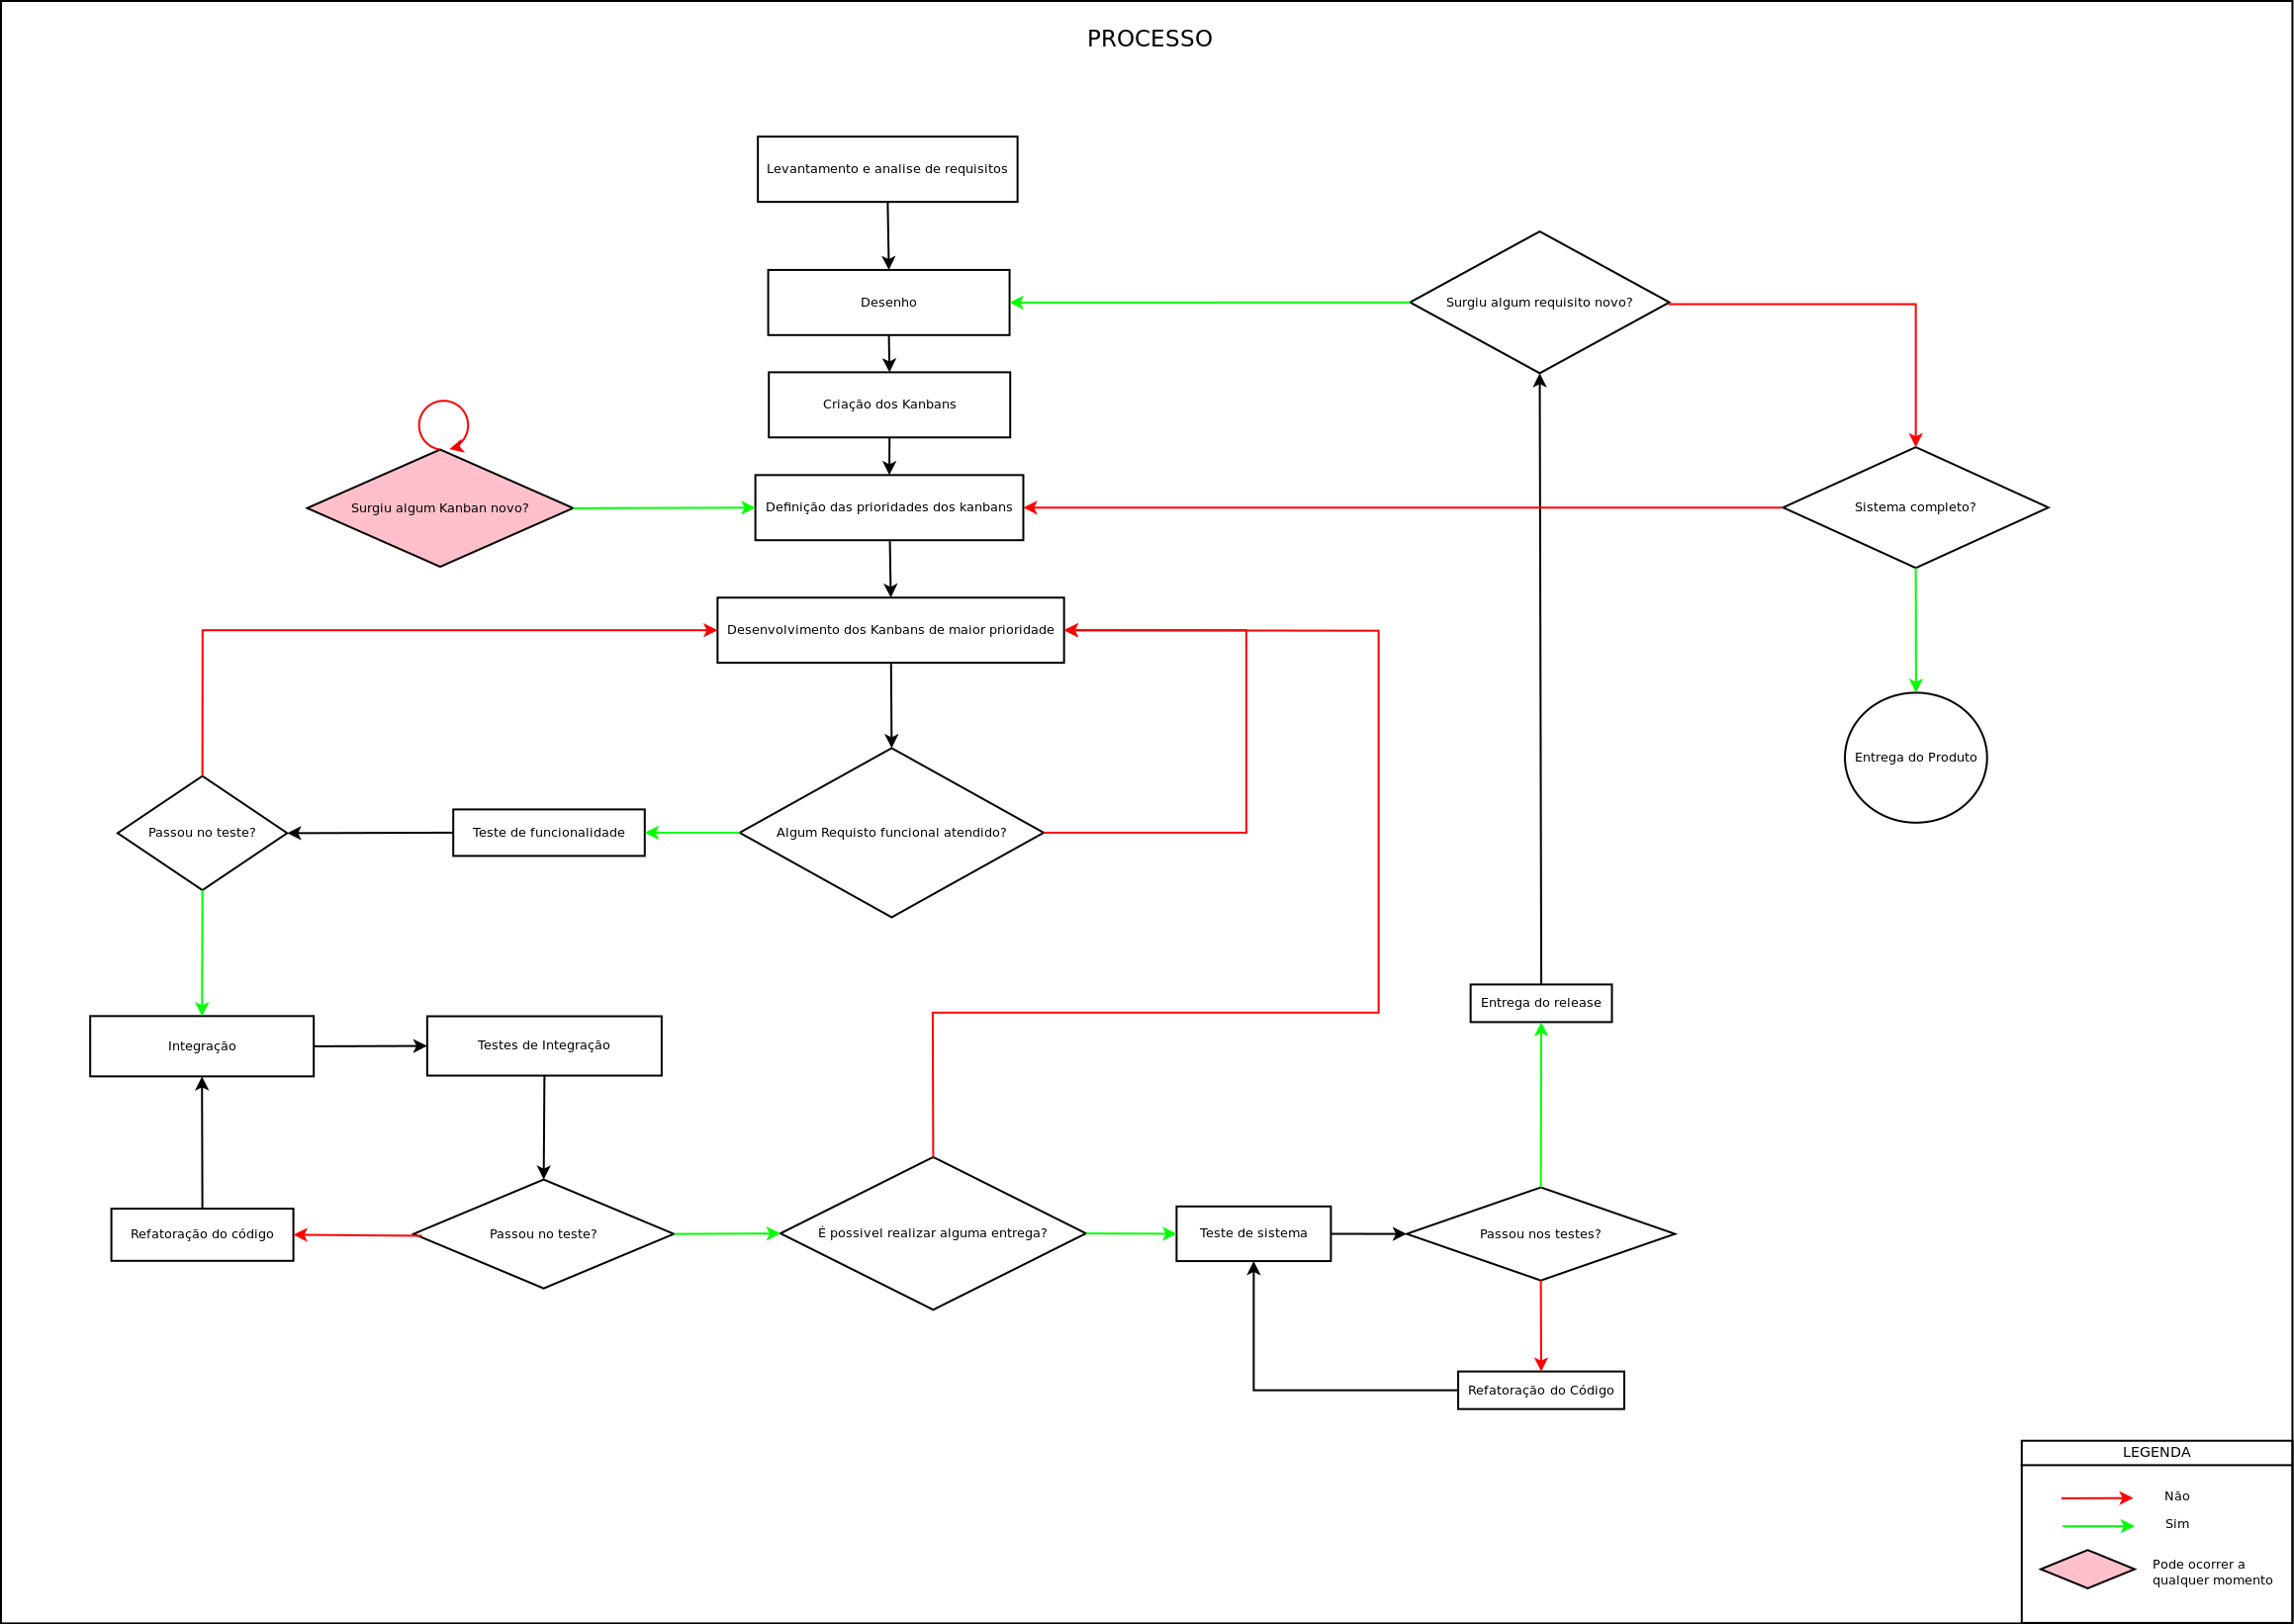 PROCESSO
Levantamento e analise de requisitos
Desenho
Surgiu algum requisito novo?
Criação dos Kanbans
Surgiu algum Kanban novo?
Definição das prioridades dos kanbans
Sistema completo?
Desenvolvimento dos Kanbans de maior prioridade
Entrega do Produto
Passou no teste?
Teste de funcionalidade
Algum Requisto funcional atendido?
Entrega do release
Integração
Testes de Integração
Refatoração do código
Passou no teste?
É possivel realizar alguma entrega?
Teste de sistema
Passou nos testes?
Refatoração do Código
LEGENDA
Não
Sim
Pode ocorrer a
qualquer momento